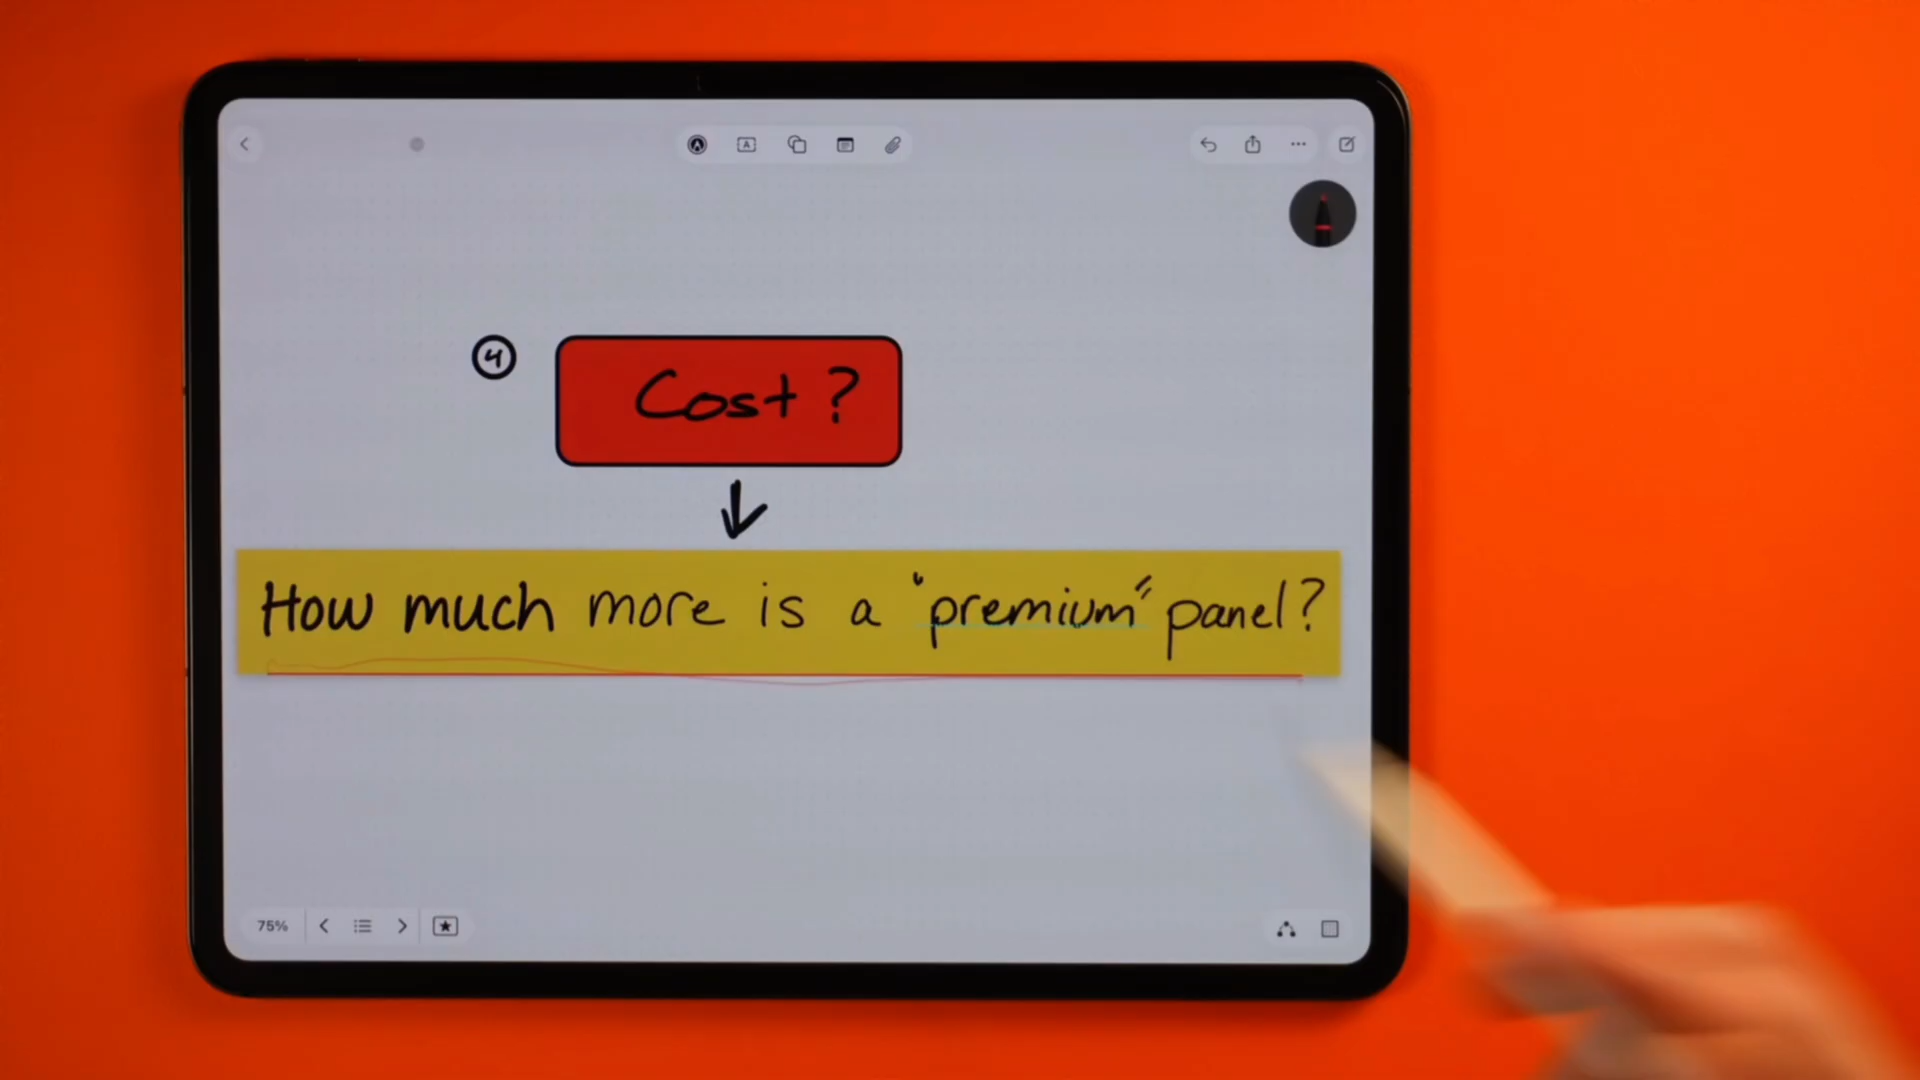 ④ Cost?
How much more is a "premium" panel?
75%